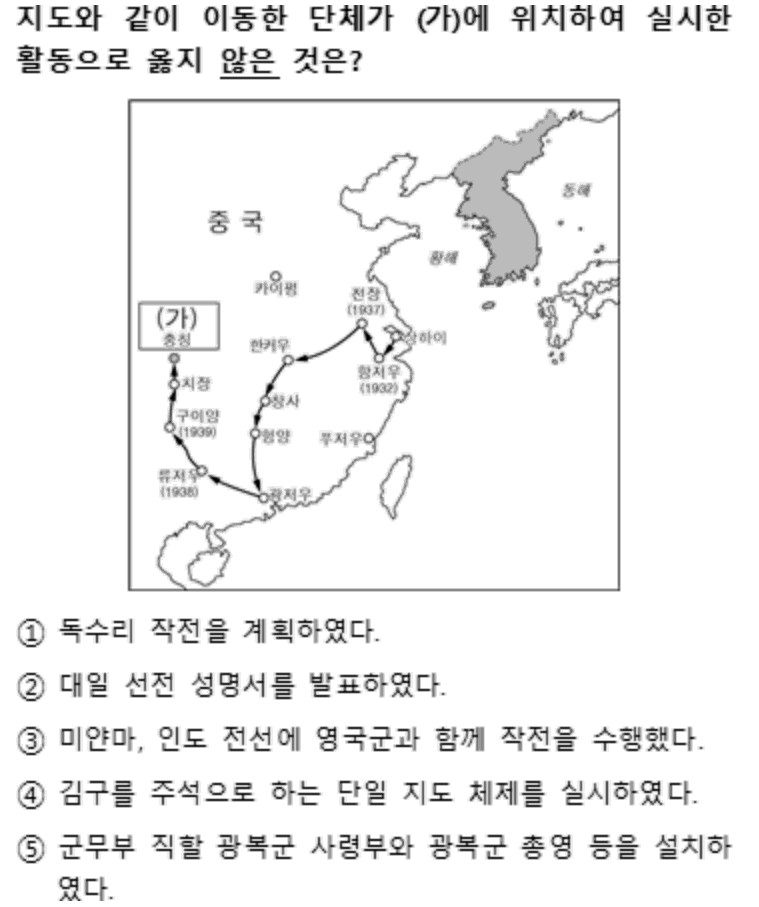 지도와 같이 이동한 단체가 (가)에 위치하여 실시한
활동으로 옳지 않은 것은?
중 국
동해
황해
카이펑
전장
(1937)
(가)
충칭
한커우
상하이
항저우
(1932)
치장
창사
구이양
(1939)
형양
푸저우
류저우
(1938)
광저우
① 독수리 작전을 계획하였다.
② 대일 선전 성명서를 발표하였다.
③ 미얀마, 인도 전선에 영국군과 함께 작전을 수행했다.
④ 김구를 주석으로 하는 단일 지도 체제를 실시하였다.
⑤ 군무부 직할 광복군 사령부와 광복군 총영 등을 설치하
였다.